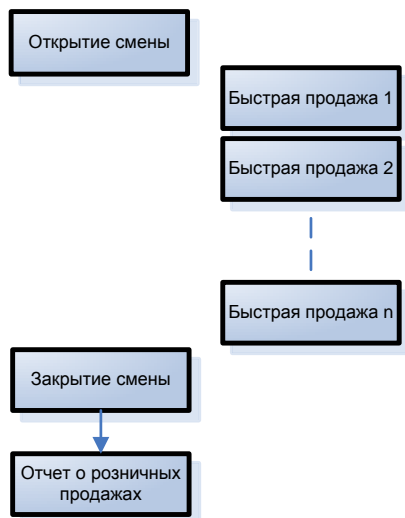 Открытие смены
Быстрая продажа 1
Быстрая продажа 2
Быстрая продажа n
Закрытие смены
Отчет о розничных
продажах